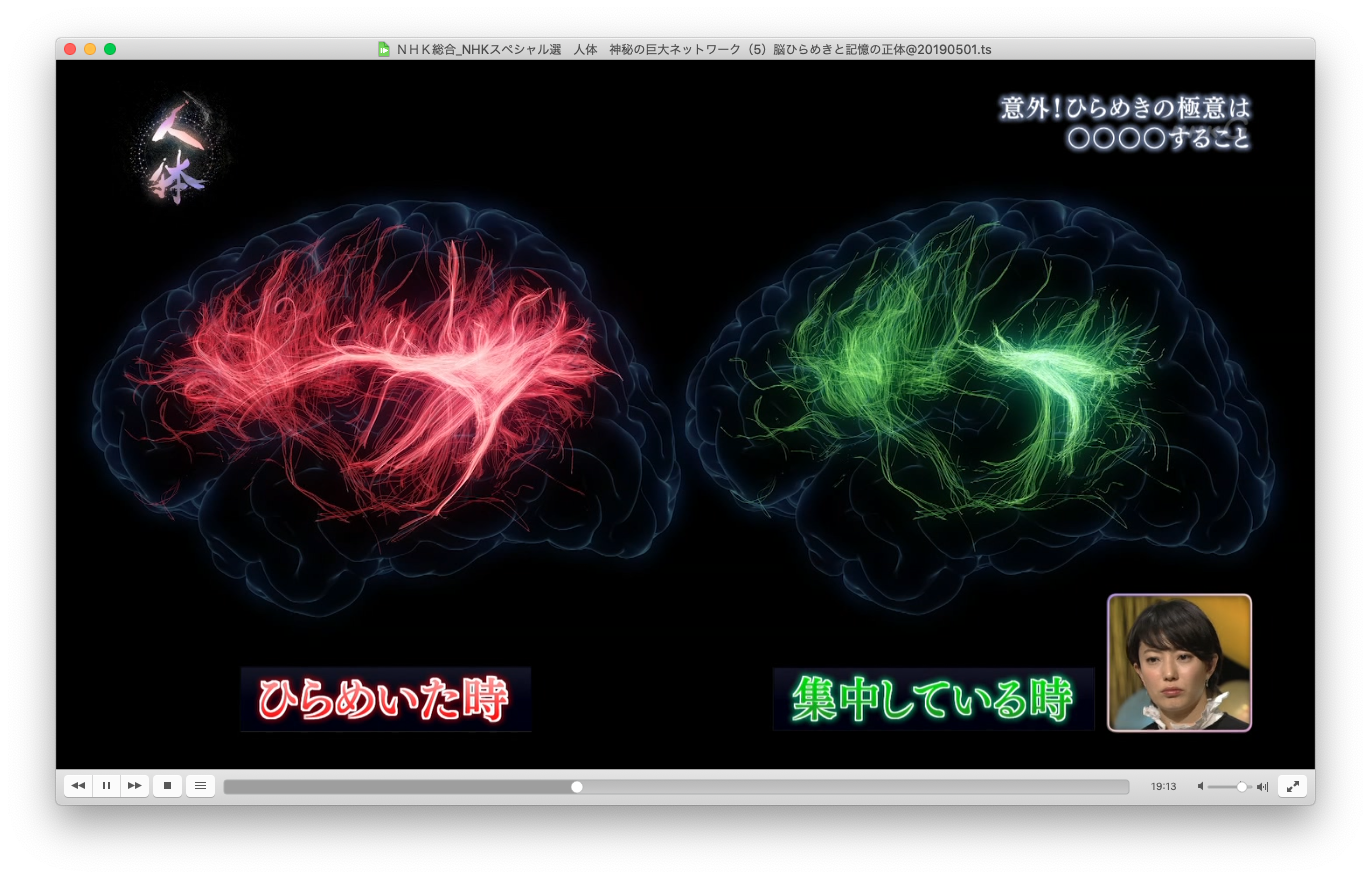 ＮＨＫ総合_NHKスペシャル選　人体　神秘の巨大ネットワーク（5）脳ひらめきと記憶の正体@20190501.ts
人体
意外！ひらめきの極意は
○○○○すること
ひらめいた時
集中している時
19:13